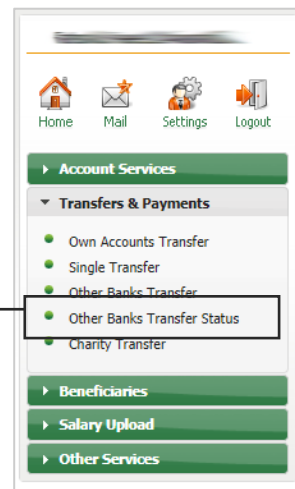 Home Mail Settings Logout
Account Services
Transfers & Payments
Own Accounts Transfer
Single Transfer
Other Banks Transfer
Other Banks Transfer Status
Charity Transfer
Beneficiaries
Salary Upload
Other Services